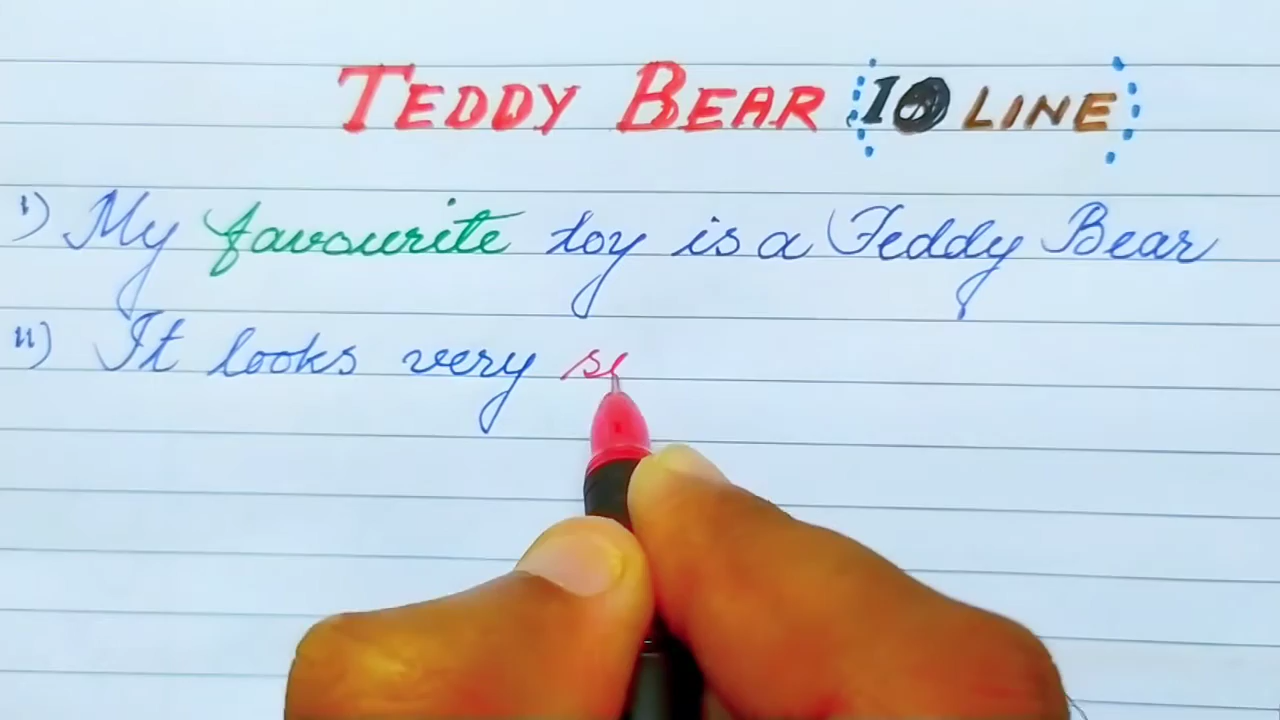 TEDDY BEAR 10 LINE
I) My favourite toy is a Teddy Bear
II) It looks very